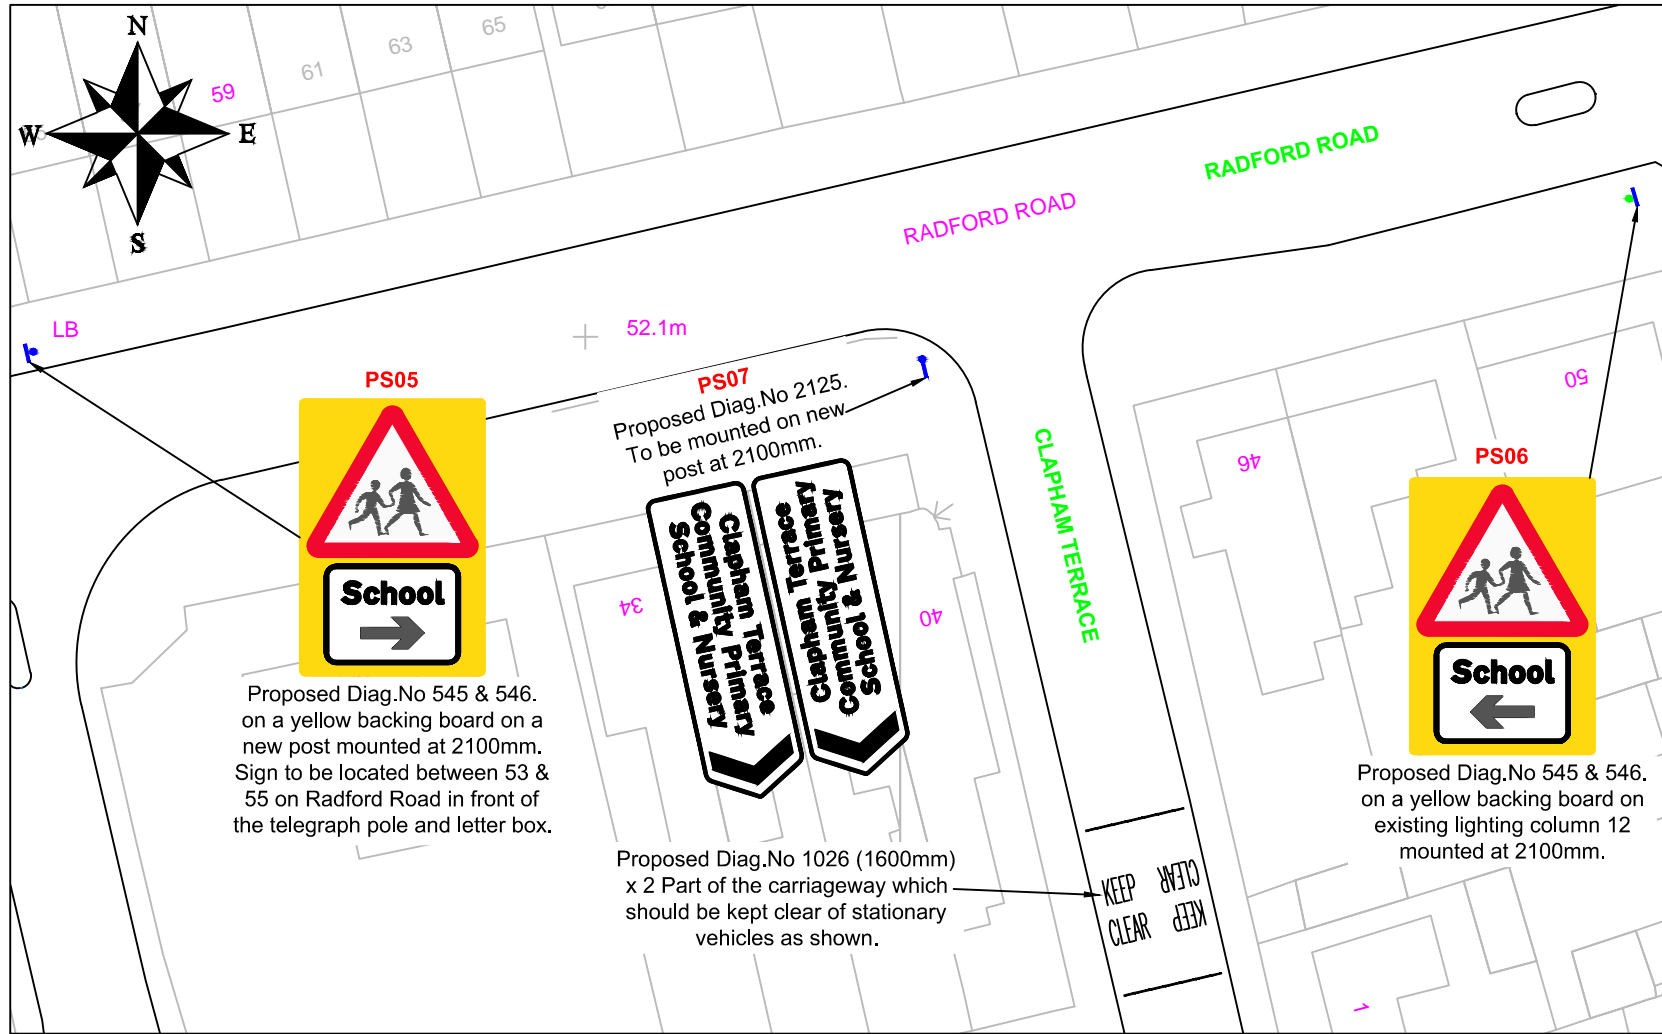 N
W
E
S
59
61
63
65
RADFORD ROAD
RADFORD ROAD
LB
52.1m
PS05
School
Proposed Diag.No 545 & 546.
on a yellow backing board on a
new post mounted at 2100mm.
Sign to be located between 53 &
55 on Radford Road in front of
the telegraph pole and letter box.
PS07
Proposed Diag.No 2125.
To be mounted on new
post at 2100mm.
Clapham Terrace
Community Primary
School & Nursery
Clapham Terrace
Community Primary
School & Nursery
34
40
CLAPHAM TERRACE
46
50
PS06
School
Proposed Diag.No 545 & 546.
on a yellow backing board on
existing lighting column 12
mounted at 2100mm.
Proposed Diag.No 1026 (1600mm)
x 2 Part of the carriageway which
should be kept clear of stationary
vehicles as shown.
KEEP
CLEAR
KEEP
CLEAR
1